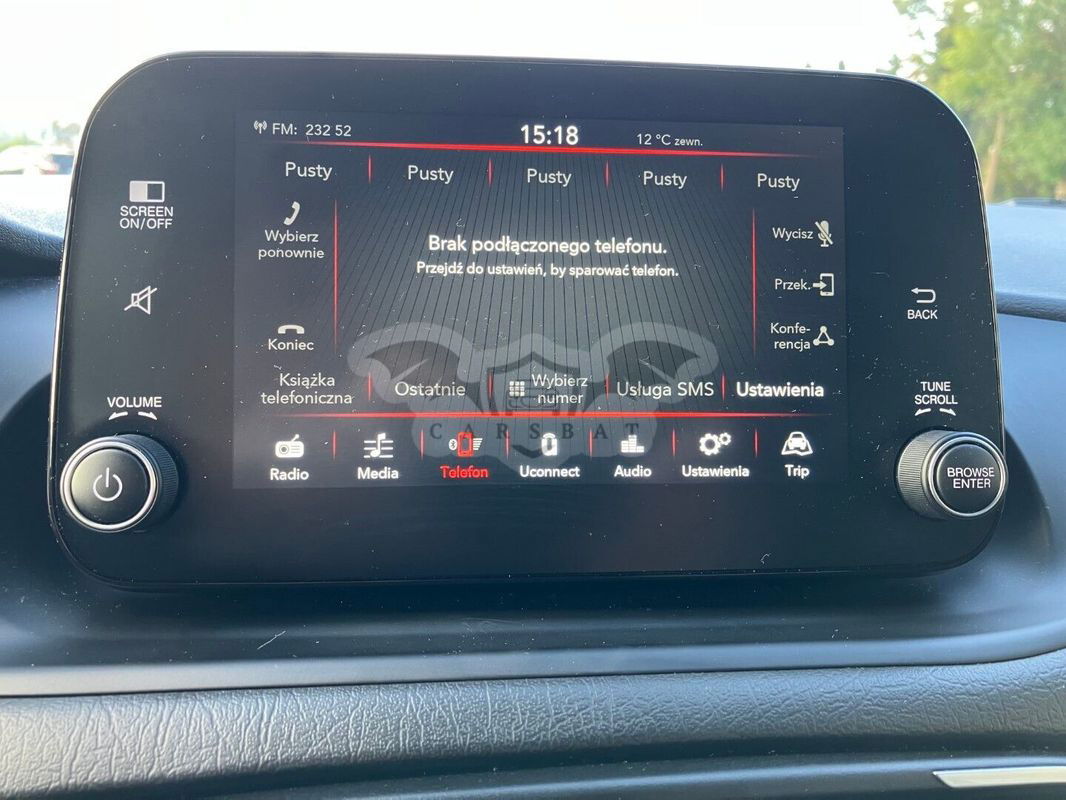 FM: 232 52
15:18
12 °C zewn.
Pusty
Pusty
Pusty
Pusty
Pusty
SCREEN
ON/OFF
Wybierz
ponownie
Brak podłączonego telefonu.
Przejdź do ustawień, by sparować telefon.
Wycisz
Przek.
BACK
Koniec
Konfe-
rencja
Książka
telefoniczna
Ostatnie
Wybierz
numer
Usługa SMS
Ustawienia
VOLUME
TUNE
SCROLL
CARSBAT
Radio
Media
Telefon
Uconnect
Audio
Ustawienia
Trip
BROWSE
ENTER